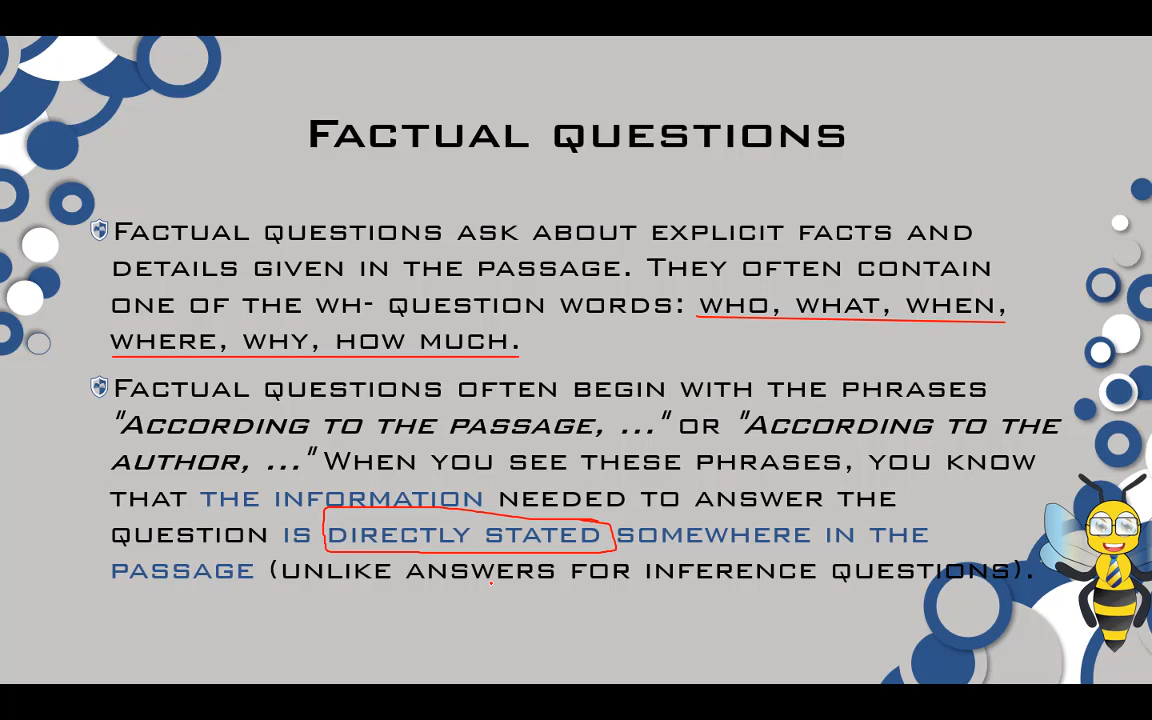 Factual questions
Factual questions ask about explicit facts and
details given in the passage. They often contain
one of the wh- question words: who, what, when,
where, why, how much.
Factual questions often begin with the phrases
"According to the passage, ..." or "According to the
author, ..." When you see these phrases, you know
that the information needed to answer the
question is directly stated somewhere in the
passage (unlike answers for inference questions).